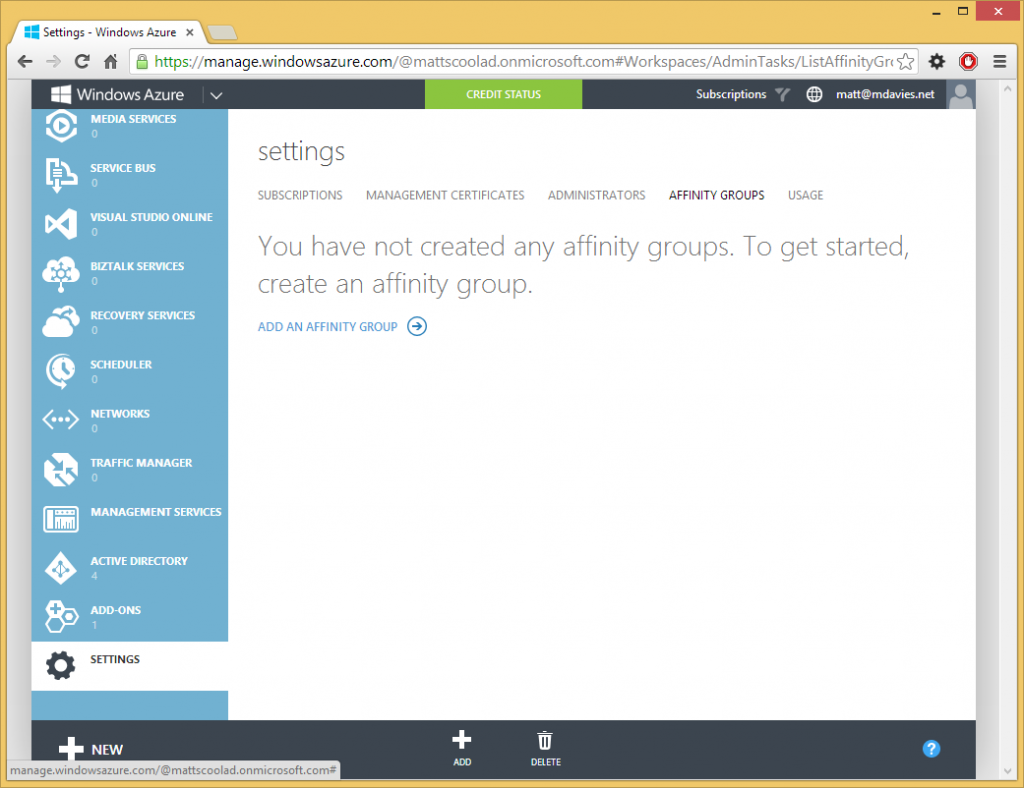 Settings - Windows Azure
https://manage.windowsazure.com/@mattscoolad.onmicrosoft.com#Workspaces/AdminTasks/ListAffinityGro
Windows Azure
CREDIT STATUS
Subscriptions
matt@mdavies.net
MEDIA SERVICES
0
SERVICE BUS
0
VISUAL STUDIO ONLINE
0
BIZTALK SERVICES
0
RECOVERY SERVICES
0
SCHEDULER
0
NETWORKS
0
TRAFFIC MANAGER
0
MANAGEMENT SERVICES
ACTIVE DIRECTORY
4
ADD-ONS
1
SETTINGS
settings
SUBSCRIPTIONS MANAGEMENT CERTIFICATES ADMINISTRATORS AFFINITY GROUPS USAGE
You have not created any affinity groups. To get started,
create an affinity group.
ADD AN AFFINITY GROUP
NEW
ADD
DELETE
?
manage.windowsazure.com/@mattscoolad.onmicrosoft.com#